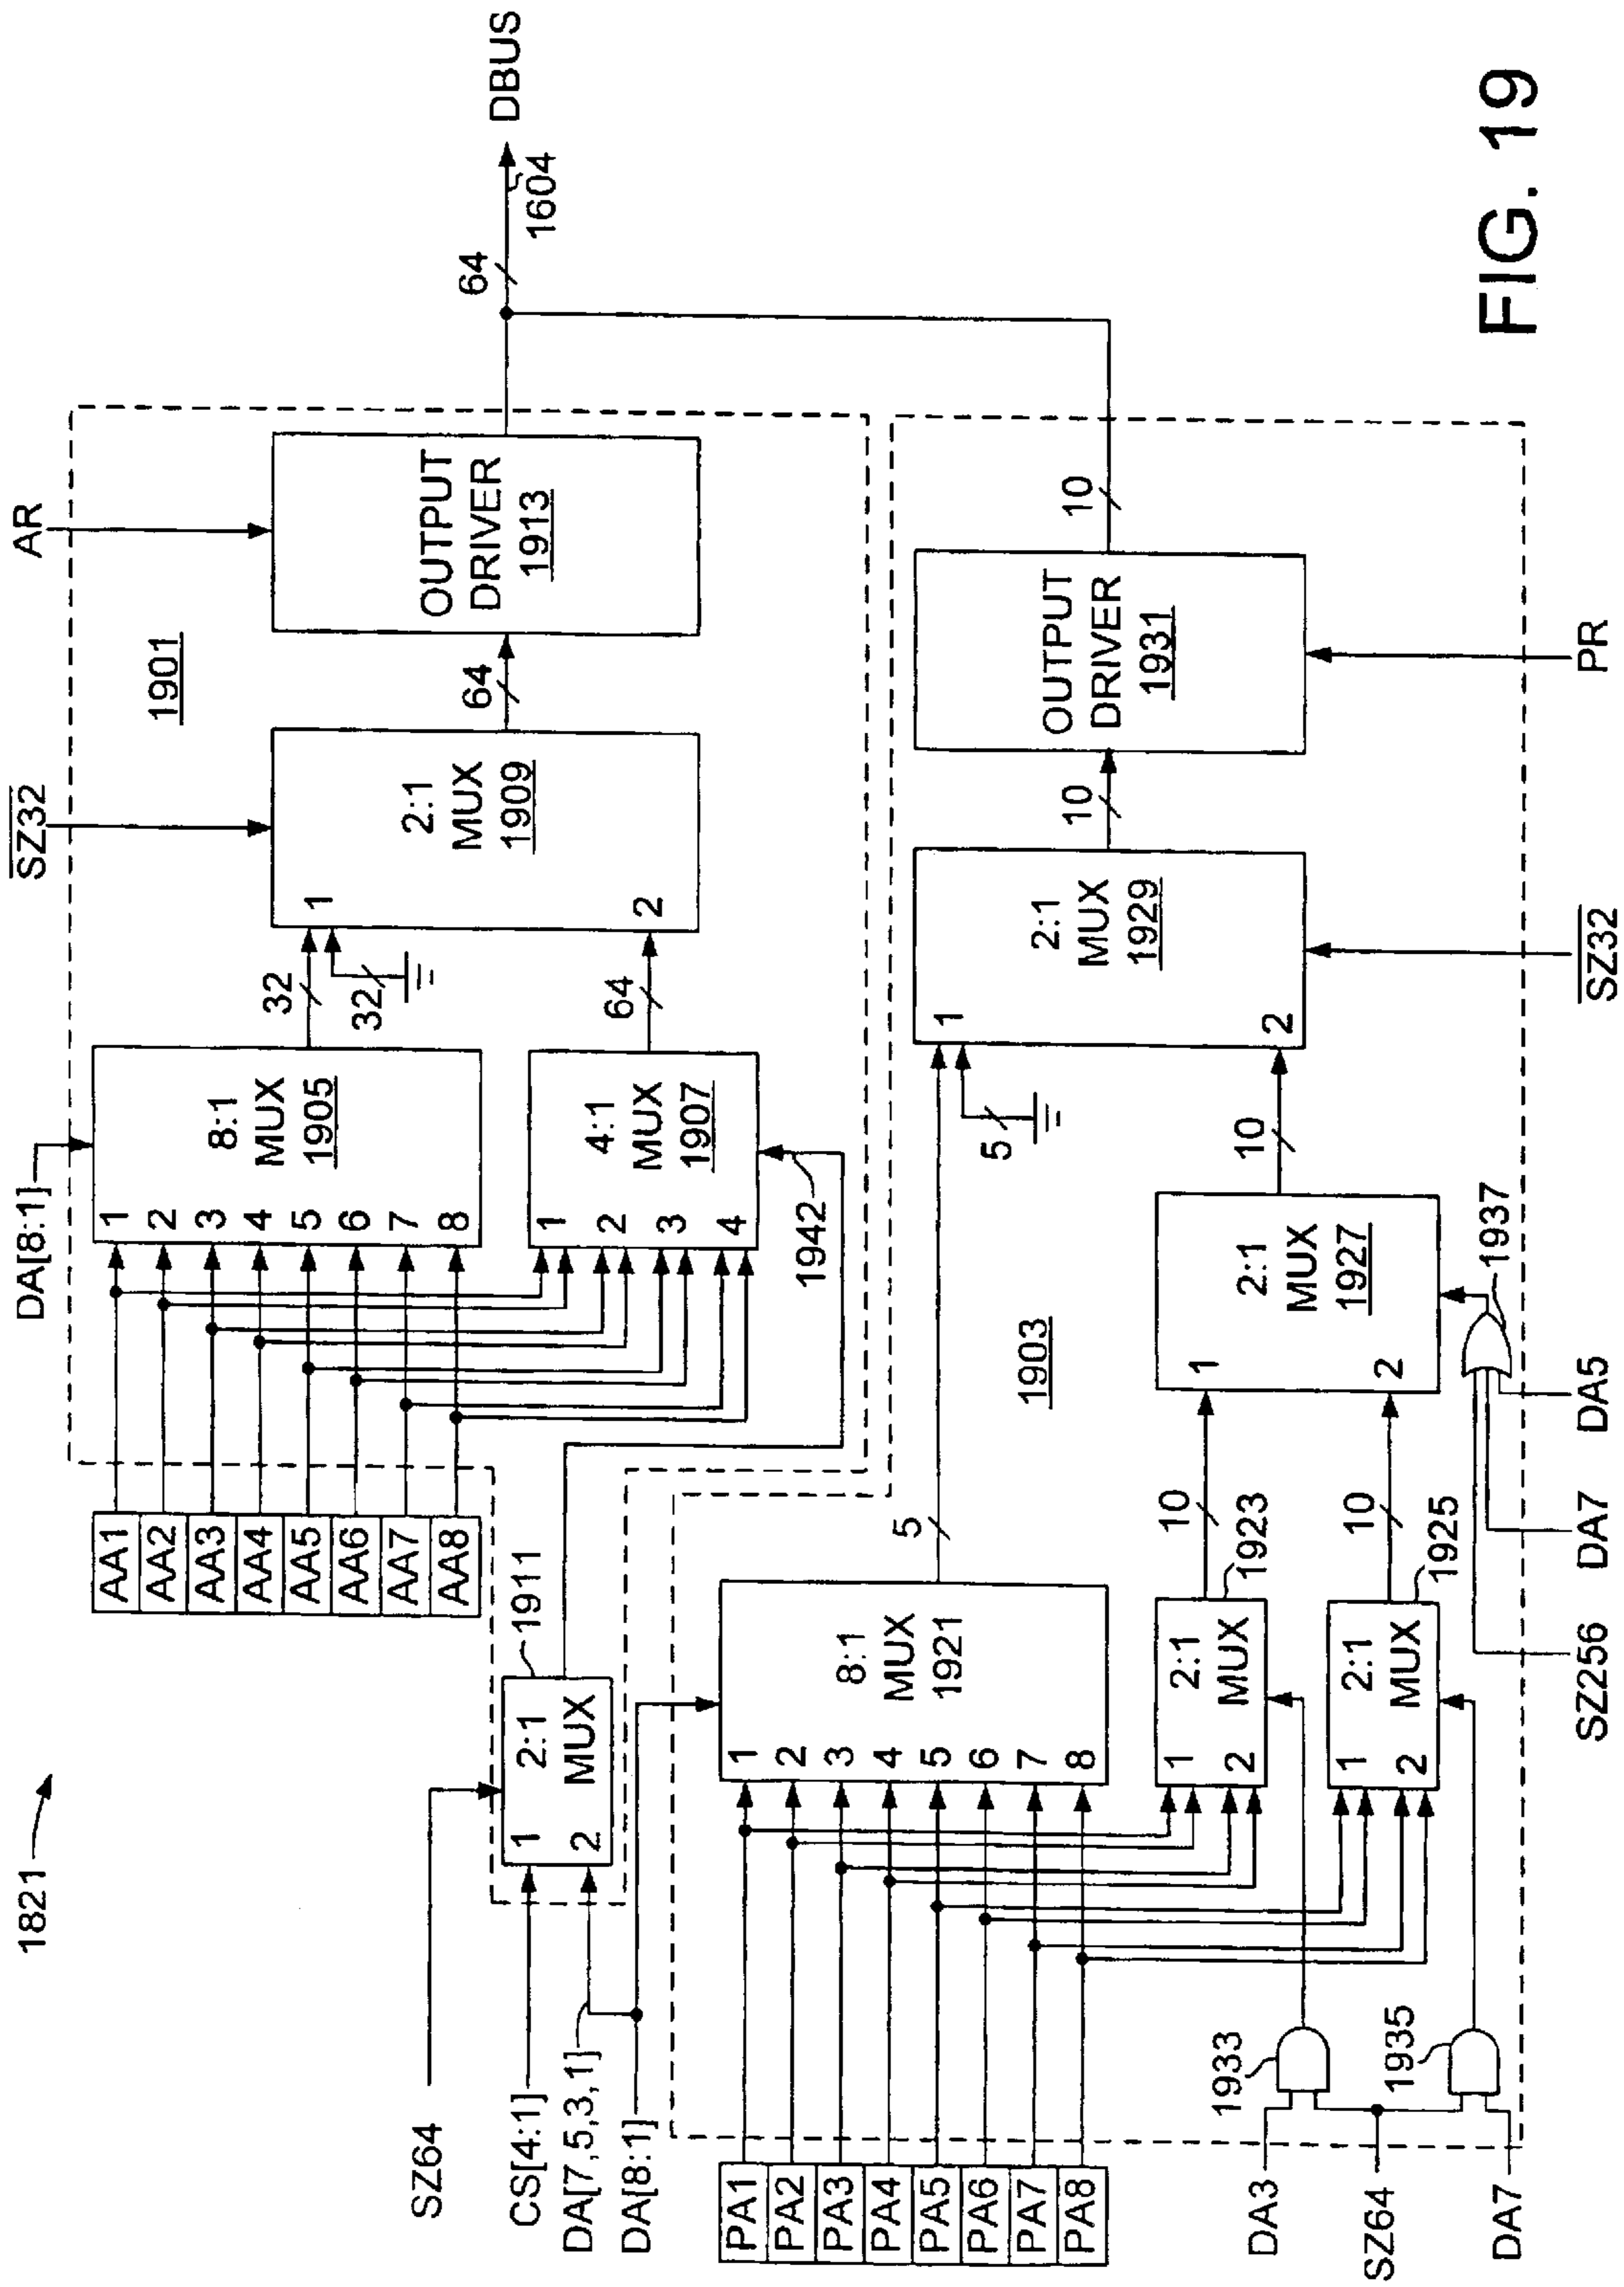 1821
AR
SZ32
1901
DA[8:1]
AA1
AA2
AA3
AA4
AA5
AA6
AA7
AA8
1
2
3
4
5
6
7
8
8:1
MUX
1905
32
32
1
2
2:1
MUX
1909
64
OUTPUT
DRIVER
1913
64
1604
DBUS
1
2
3
4
4:1
MUX
1907
64
1942
SZ64
CS[4:1]
DA[7,5,3,1]
DA[8:1]
1
2
2:1
MUX
1911
1903
PA1
PA2
PA3
PA4
PA5
PA6
PA7
PA8
1
2
3
4
5
6
7
8
8:1
MUX
1921
5
5
1
2
2:1
MUX
1929
10
OUTPUT
DRIVER
1931
10
1
2
2:1
MUX
1923
10
1
2
2:1
MUX
1925
10
1
2
2:1
MUX
1927
10
1937
1933
1935
DA3
SZ64
DA7
SZ256
DA7
DA5
SZ32
PR
FIG. 19